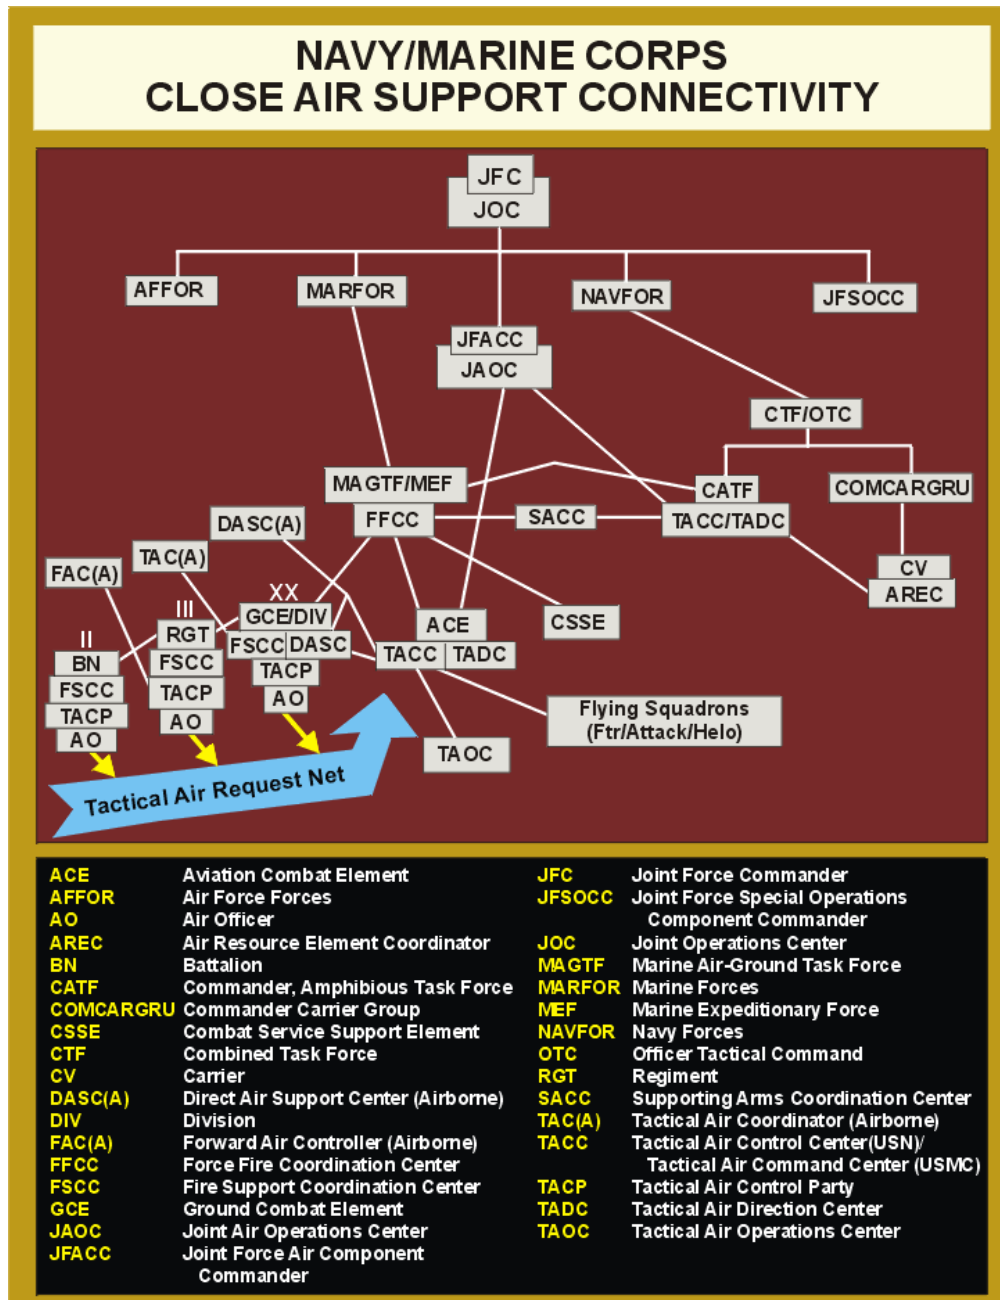 NAVY/MARINE CORPS
CLOSE AIR SUPPORT CONNECTIVITY
JFC
JOC
AFFOR
MARFOR
NAVFOR
JFSOCC
JFACC
JAOC
CTF/OTC
MAGTF/MEF
CATF
COMCARGRU
FFCC
SACC
TACC/TADC
DASC(A)
TAC(A)
FAC(A)
CV
AREC
XX
GCE/DIV
III
RGT
II
BN
ACE
CSSE
FSCC
DASC
TACC
TADC
FSCC
TACP
FSCC
TACP
AO
TACP
AO
AO
Flying Squadrons
(Ftr/Attack/Helo)
TAOC
Tactical Air Request Net
ACE Aviation Combat Element
AFFOR Air Force Forces
AO Air Officer
AREC Air Resource Element Coordinator
BN Battalion
CATF Commander, Amphibious Task Force
COMCARGRU Commander Carrier Group
CSSE Combat Service Support Element
CTF Combined Task Force
CV Carrier
DASC(A) Direct Air Support Center (Airborne)
DIV Division
FAC(A) Forward Air Controller (Airborne)
FFCC Force Fire Coordination Center
FSCC Fire Support Coordination Center
GCE Ground Combat Element
JAOC Joint Air Operations Center
JFACC Joint Force Air Component
Commander
JFC Joint Force Commander
JFSOCC Joint Force Special Operations
Component Commander
JOC Joint Operations Center
MAGTF Marine Air-Ground Task Force
MARFOR Marine Forces
MEF Marine Expeditionary Force
NAVFOR Navy Forces
OTC Officer Tactical Command
RGT Regiment
SACC Supporting Arms Coordination Center
TAC(A) Tactical Air Coordinator (Airborne)
TACC Tactical Air Control Center(USN)/
Tactical Air Command Center (USMC)
TACP Tactical Air Control Party
TADC Tactical Air Direction Center
TAOC Tactical Air Operations Center